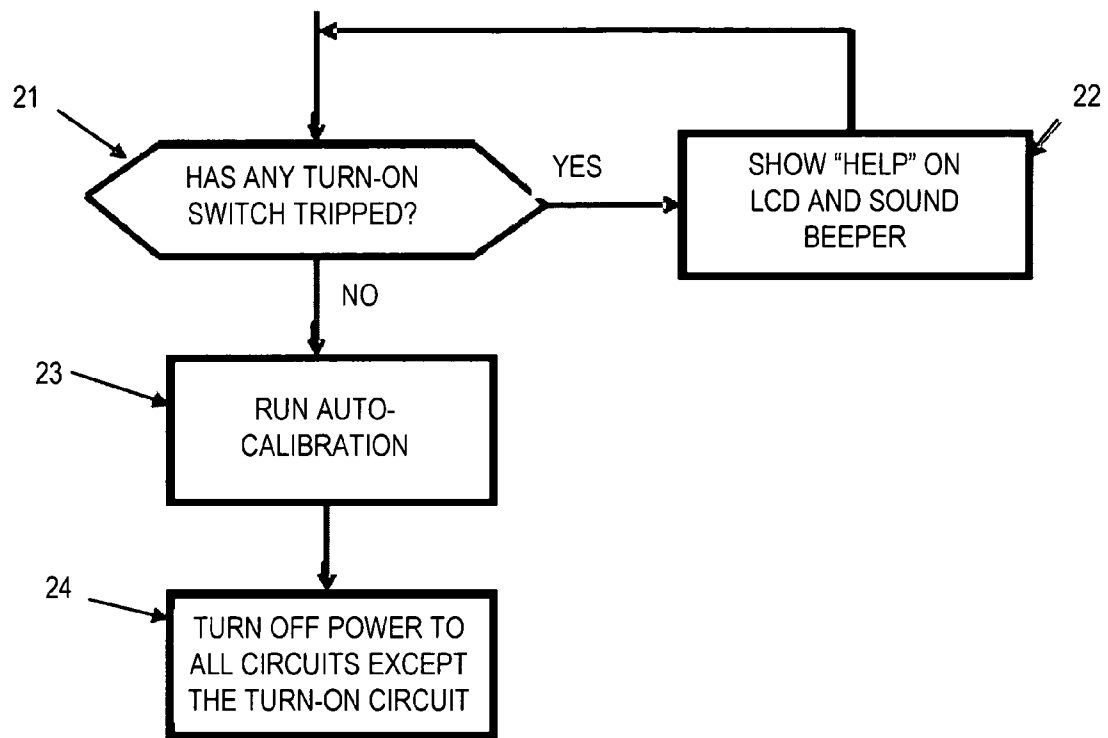 21
HAS ANY TURN-ON
SWITCH TRIPPED?
YES
22
SHOW “HELP” ON
LCD AND SOUND
BEEPER
NO
23
RUN AUTO-
CALIBRATION
24
TURN OFF POWER TO
ALL CIRCUITS EXCEPT
THE TURN-ON CIRCUIT